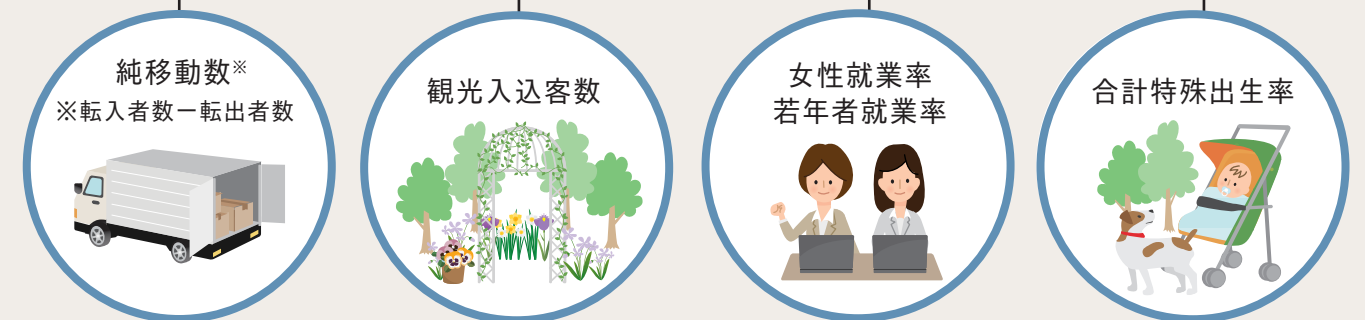 純移動数※
※転入者数ー転出者数
観光入込客数
女性就業率
若年者就業率
合計特殊出生率